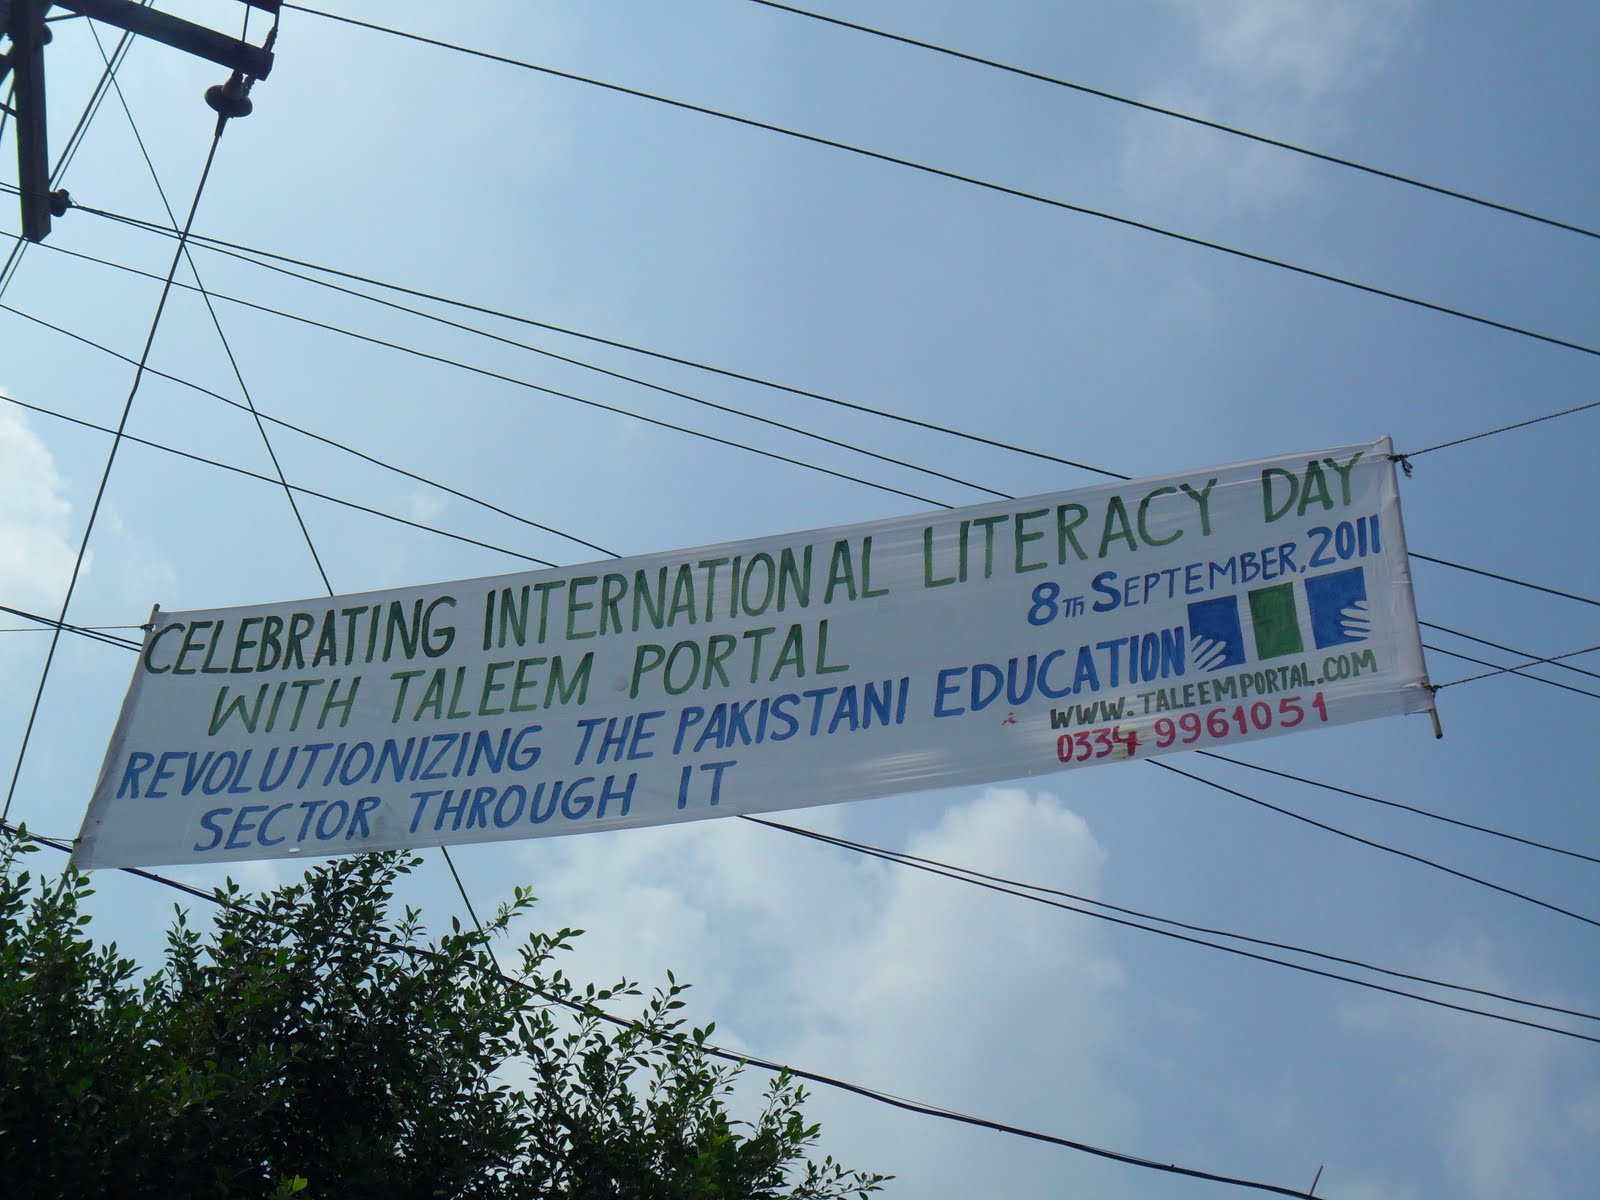 CELEBRATING INTERNATIONAL LITERACY DAY
WITH TALEEM PORTAL
8TH SEPTEMBER, 2011
REVOLUTIONIZING THE PAKISTANI EDUCATION
SECTOR THROUGH IT
WWW.TALEEMPORTAL.COM
0334 9961051